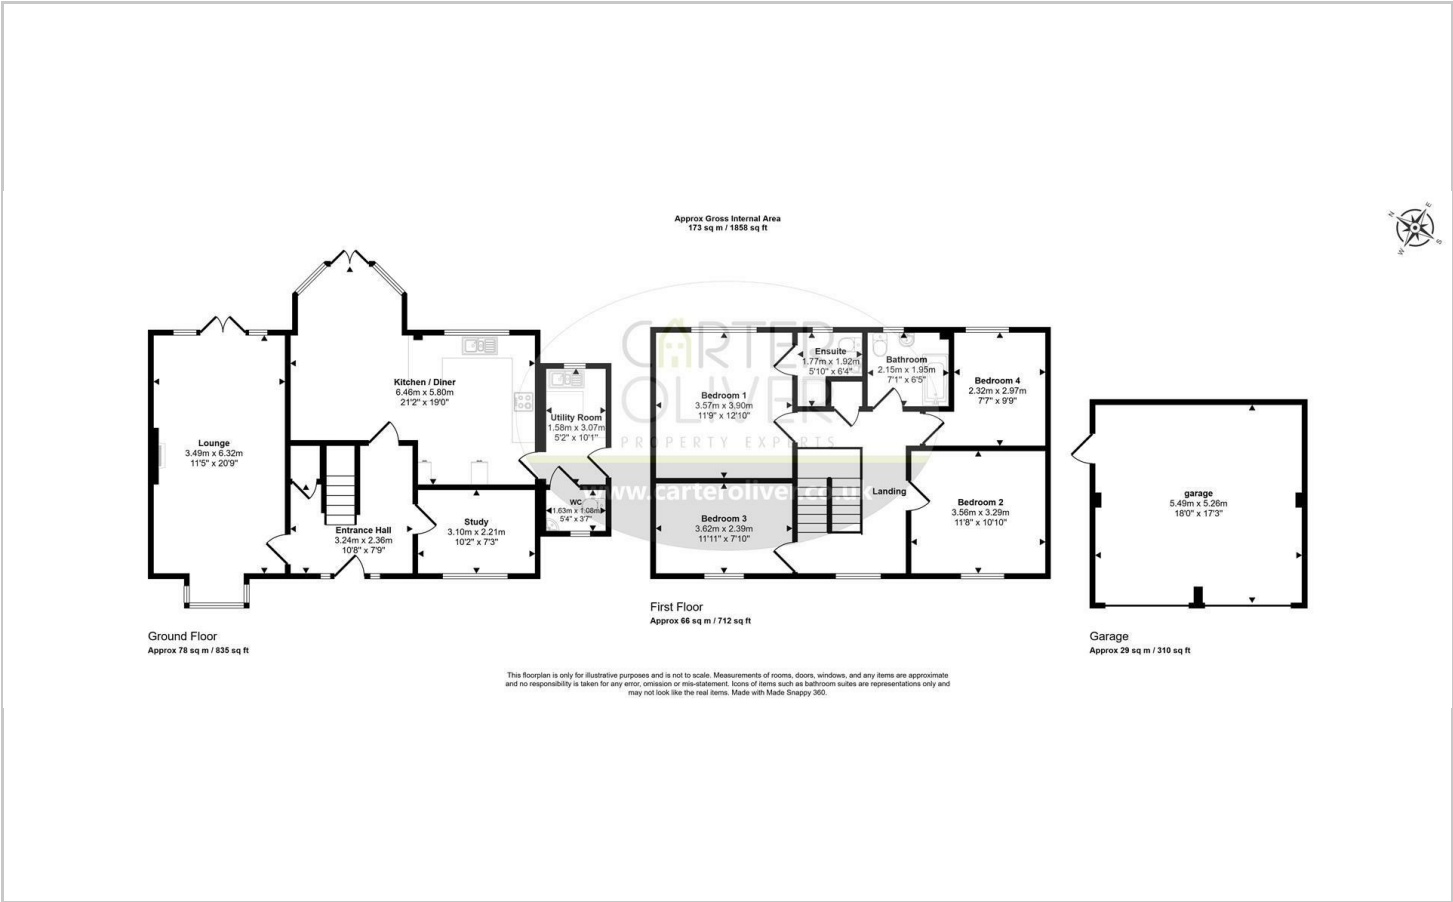 Approx Gross Internal Area
173 sq m / 1858 sq ft
N
E
S
W
Lounge
3.49m x 6.32m
11'5" x 20'9"
Kitchen / Diner
6.46m x 5.80m
21'2" x 19'0"
Utility Room
1.58m x 3.07m
5'2" x 10'1"
WC
1.63m x 1.08m
5'4" x 3'7"
Entrance Hall
3.24m x 2.36m
10'8" x 7'9"
Study
3.10m x 2.21m
10'2" x 7'3"
Ground Floor
Approx 78 sq m / 835 sq ft
CARTER
OLIVER
PROPERTY EXPERTS
www.carteroliver.co.uk
Bedroom 1
3.57m x 3.90m
11'9" x 12'10"
Ensuite
1.77m x 1.92m
5'10" x 6'4"
Bathroom
2.15m x 1.95m
7'1" x 6'5"
Bedroom 4
2.32m x 2.97m
7'7" x 9'9"
Landing
Bedroom 3
3.62m x 2.39m
11'11" x 7'10"
Bedroom 2
3.56m x 3.29m
11'8" x 10'10"
First Floor
Approx 66 sq m / 712 sq ft
garage
5.49m x 5.26m
18'0" x 17'3"
Garage
Approx 29 sq m / 310 sq ft
This floorplan is only for illustrative purposes and is not to scale. Measurements of rooms, doors, windows, and any items are approximate
and no responsibility is taken for any error, omission or mis-statement. Icons of items such as bathroom suites are representations only and
may not look like the real items. Made with Made Snappy 360.